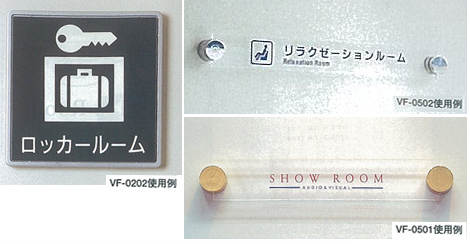 ロッカールーム
VF-0202使用例
リラクゼーションルーム
Relaxation Room
VF-0502使用例
SHOW ROOM
AUDIO&VISUAL
VF-0501使用例